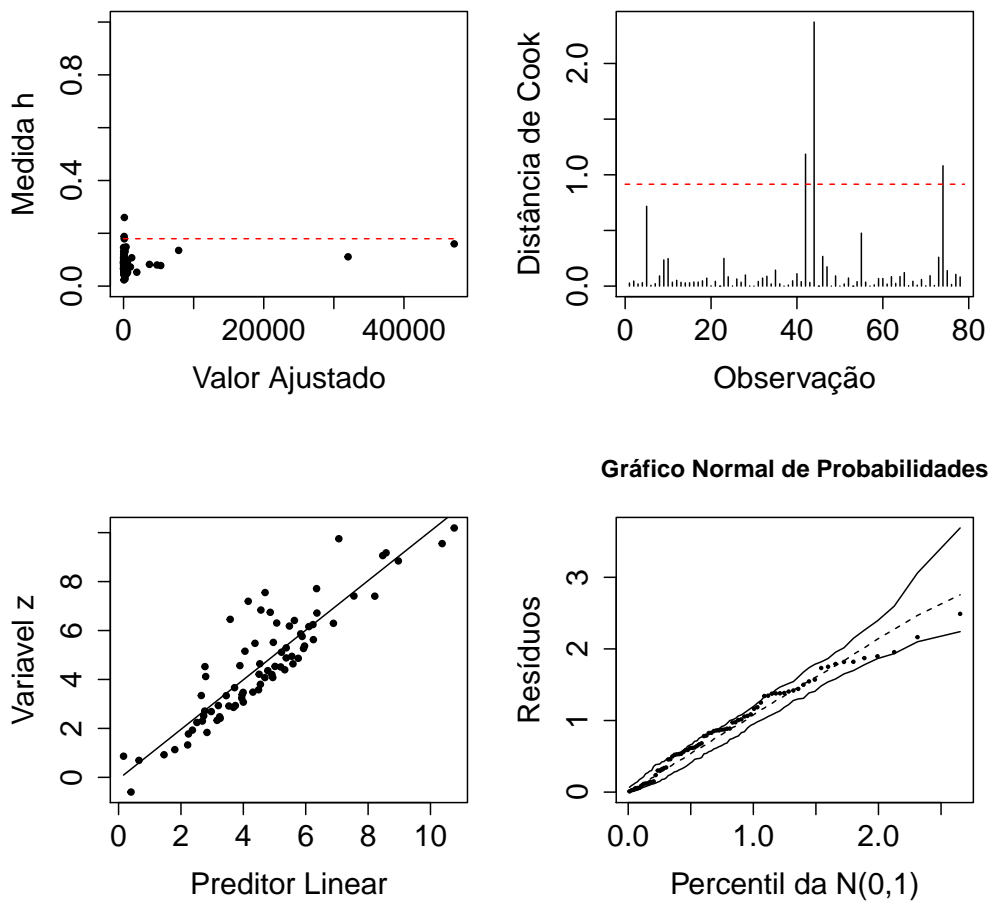 Medida h
0.0 0.4 0.8
0 20000 40000
Valor Ajustado
Distância de Cook
0.0 1.0 2.0
0 20 40 60 80
Observação
Variavel z
0 2 4 6 8
0 2 4 6 8 10
Preditor Linear
Gráfico Normal de Probabilidades
Resíduos
0 1 2 3
0.0 1.0 2.0
Percentil da N(0,1)